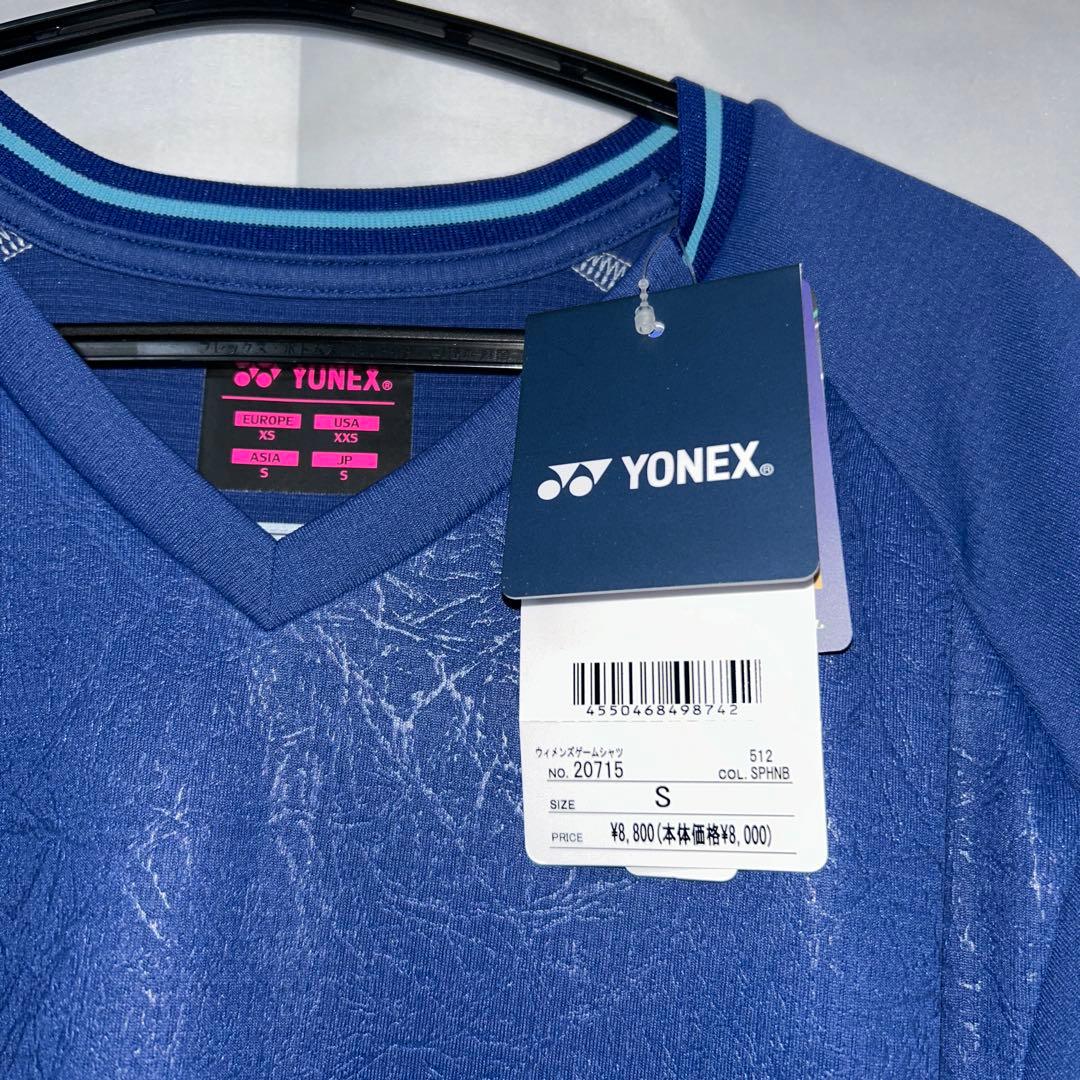 YONEX®
EUROPE USA
XS XXS
ASIA JP
S S
YONEX®
4550468498742
ウィメンズゲームシャツ 512
NO. 20715 COL. SPHNB
SIZE S
PRICE ¥8,800(本体価格¥8,000)